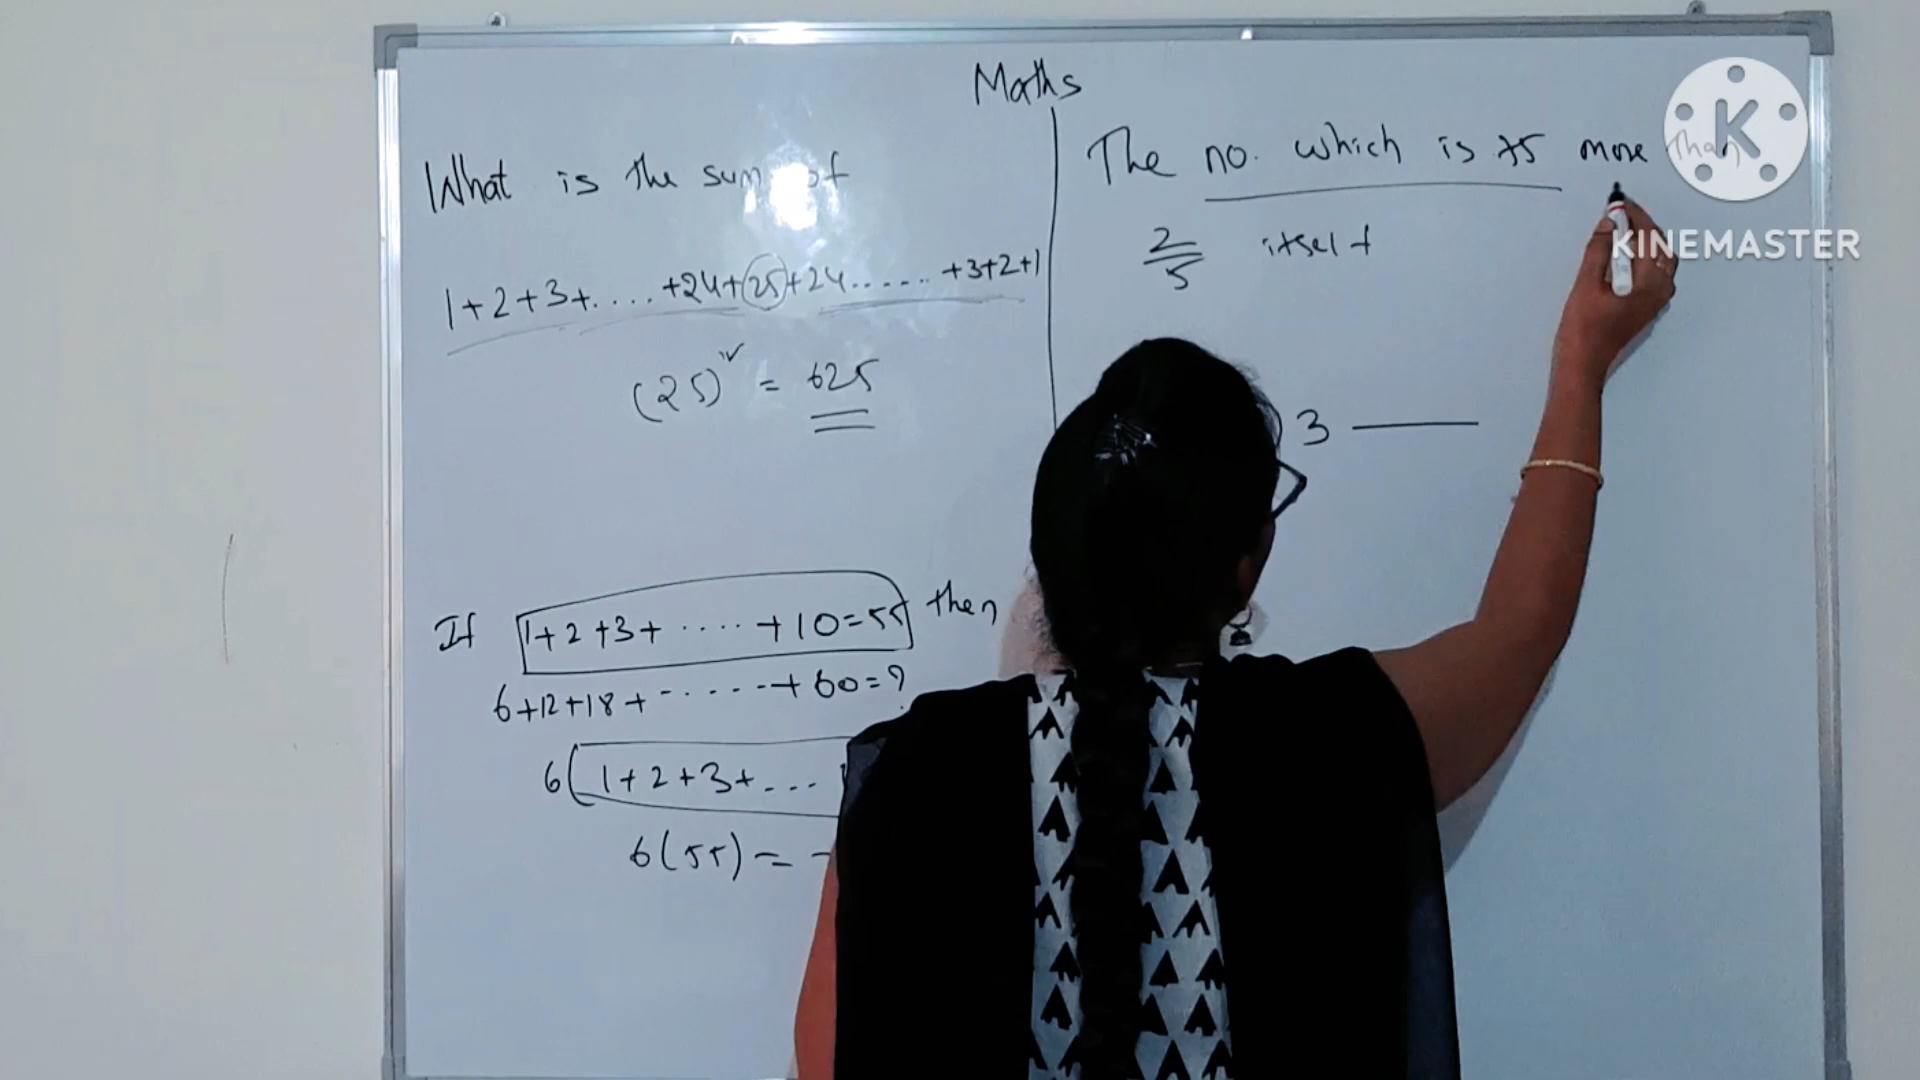 Maths
What is the sum of
1+2+3+.....+24+25+24......+3+2+1
(25)² = 625
If 1+2+3+.....+10=55 then
6+12+18+-.....-+60=?
6(1+2+3+....
6(55)=
The no. which is 75 more than
2/5 itself
3
K
KINEMASTER